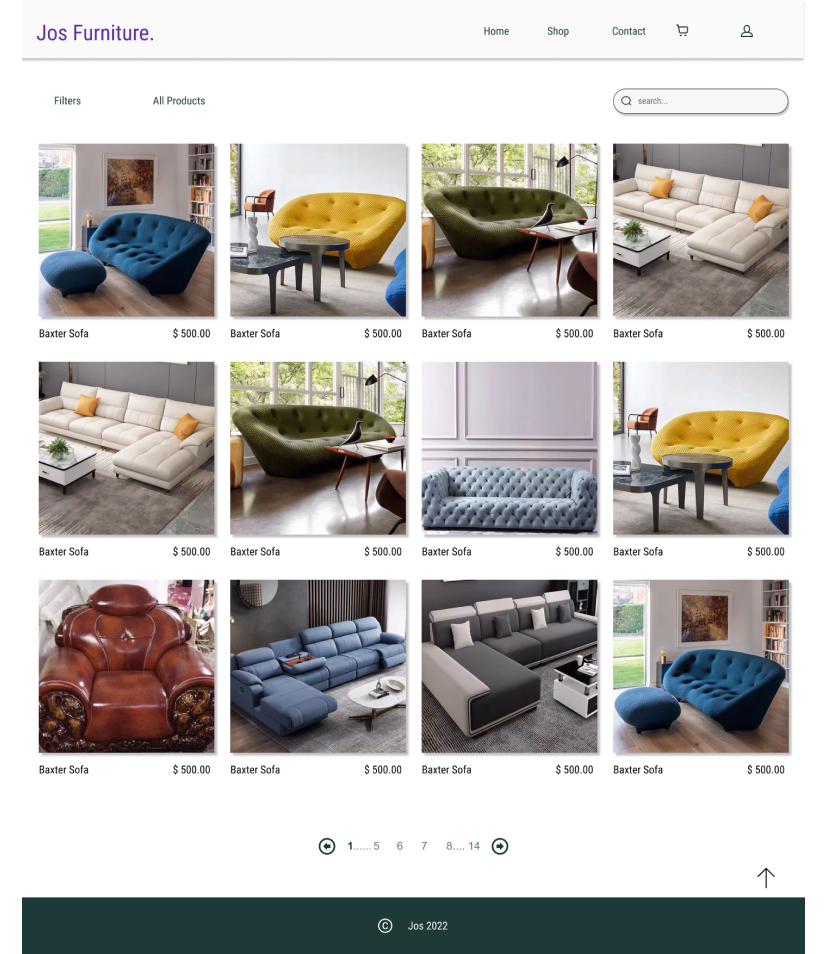 Jos Furniture.
Home Shop Contact
Filters All Products search...
Baxter Sofa $ 500.00 Baxter Sofa $ 500.00 Baxter Sofa $ 500.00 Baxter Sofa $ 500.00
Baxter Sofa $ 500.00 Baxter Sofa $ 500.00 Baxter Sofa $ 500.00 Baxter Sofa $ 500.00
Baxter Sofa $ 500.00 Baxter Sofa $ 500.00 Baxter Sofa $ 500.00 Baxter Sofa $ 500.00
1...... 5 6 7 8.... 14
© Jos 2022